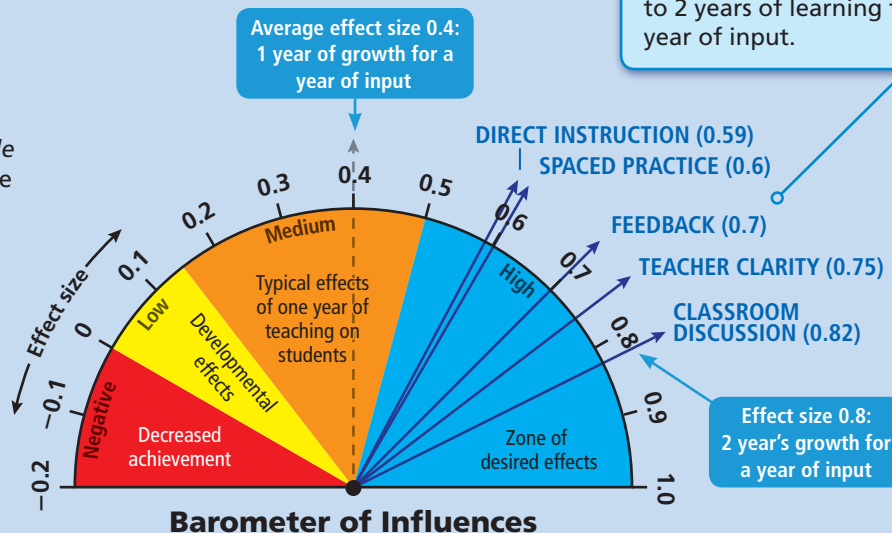 to 2 years of learning
year of input.
Average effect size 0.4:
1 year of growth for a
year of input
DIRECT INSTRUCTION (0.59)
SPACED PRACTICE (0.6)
FEEDBACK (0.7)
TEACHER CLARITY (0.75)
CLASSROOM
DISCUSSION (0.82)
Effect size
−0.2
−0.1
0
0.1
0.2
0.3
0.4
0.5
0.6
0.7
0.8
0.9
1.0
Negative
Low
Medium
High
Decreased
achievement
Developmental
effects
Typical effects
of one year of
teaching on
students
Zone of
desired effects
Effect size 0.8:
2 year's growth for
a year of input
Barometer of Influences